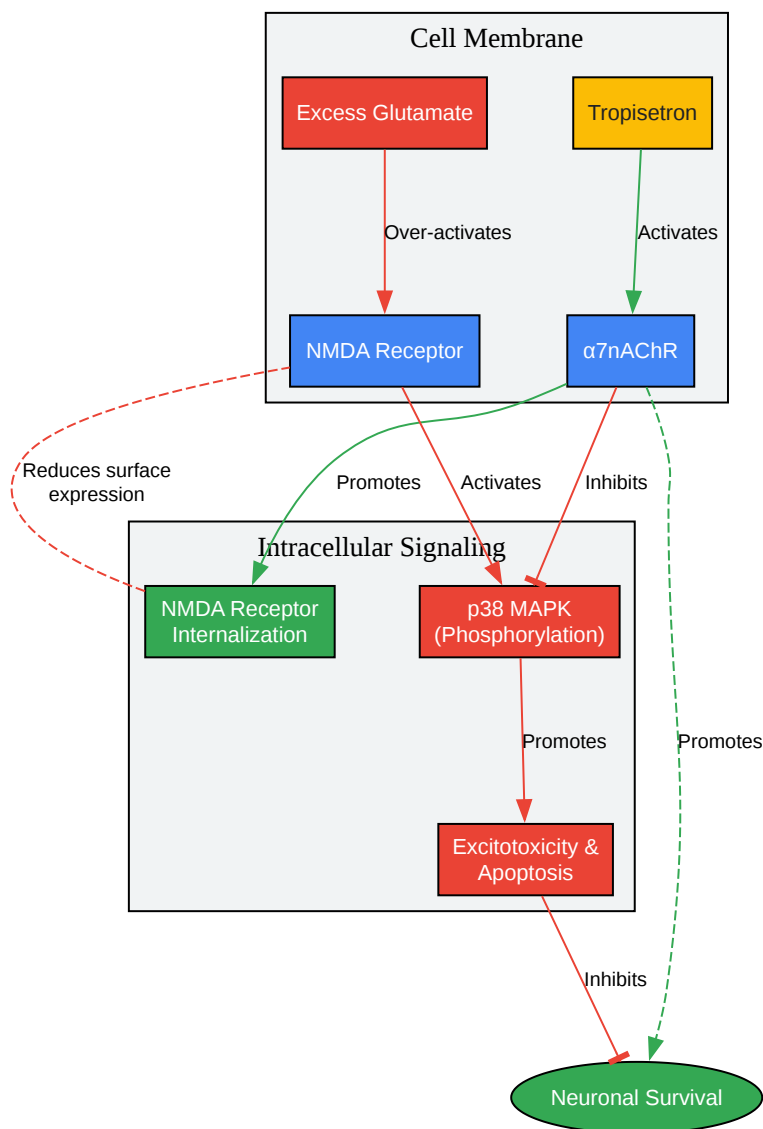 Cell Membrane
Excess Glutamate
Tropisetron
Over-activates
Activates
NMDA Receptor
α7nAChR
Reduces surface
expression
Promotes
Activates
Inhibits
Intracellular Signaling
NMDA Receptor
Internalization
p38 MAPK
(Phosphorylation)
Promotes
Promotes
Excitotoxicity &
Apoptosis
Inhibits
Neuronal Survival